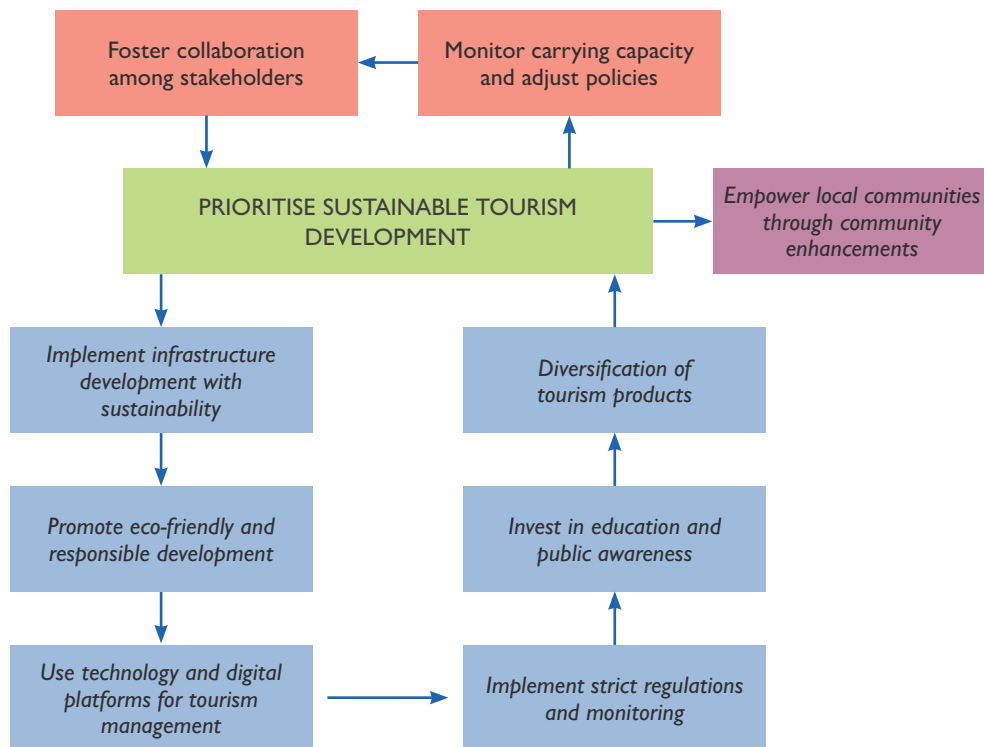 Foster collaboration
among stakeholders
Monitor carrying capacity
and adjust policies
PRIORITISE SUSTAINABLE TOURISM
DEVELOPMENT
Empower local communities
through community
enhancements
Implement infrastructure
development with
sustainability
Diversification of
tourism products
Promote eco-friendly and
responsible development
Invest in education and
public awareness
Use technology and digital
platforms for tourism
management
Implement strict regulations
and monitoring